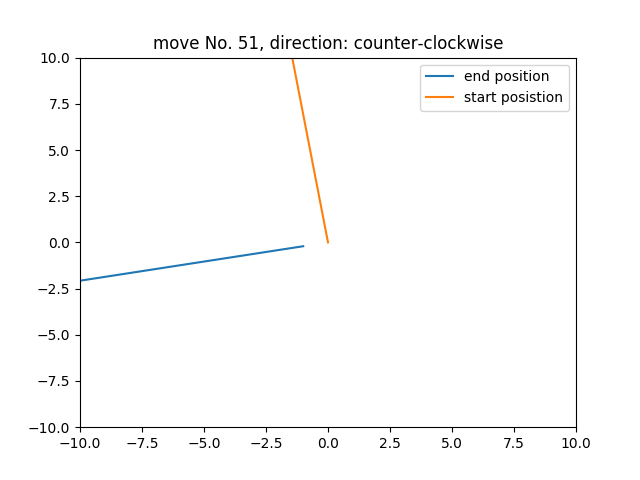 move No. 51, direction: counter-clockwise
10.0
7.5
5.0
2.5
0.0
−2.5
−5.0
−7.5
−10.0
end position
start posistion
−10.0 −7.5 −5.0 −2.5 0.0 2.5 5.0 7.5 10.0